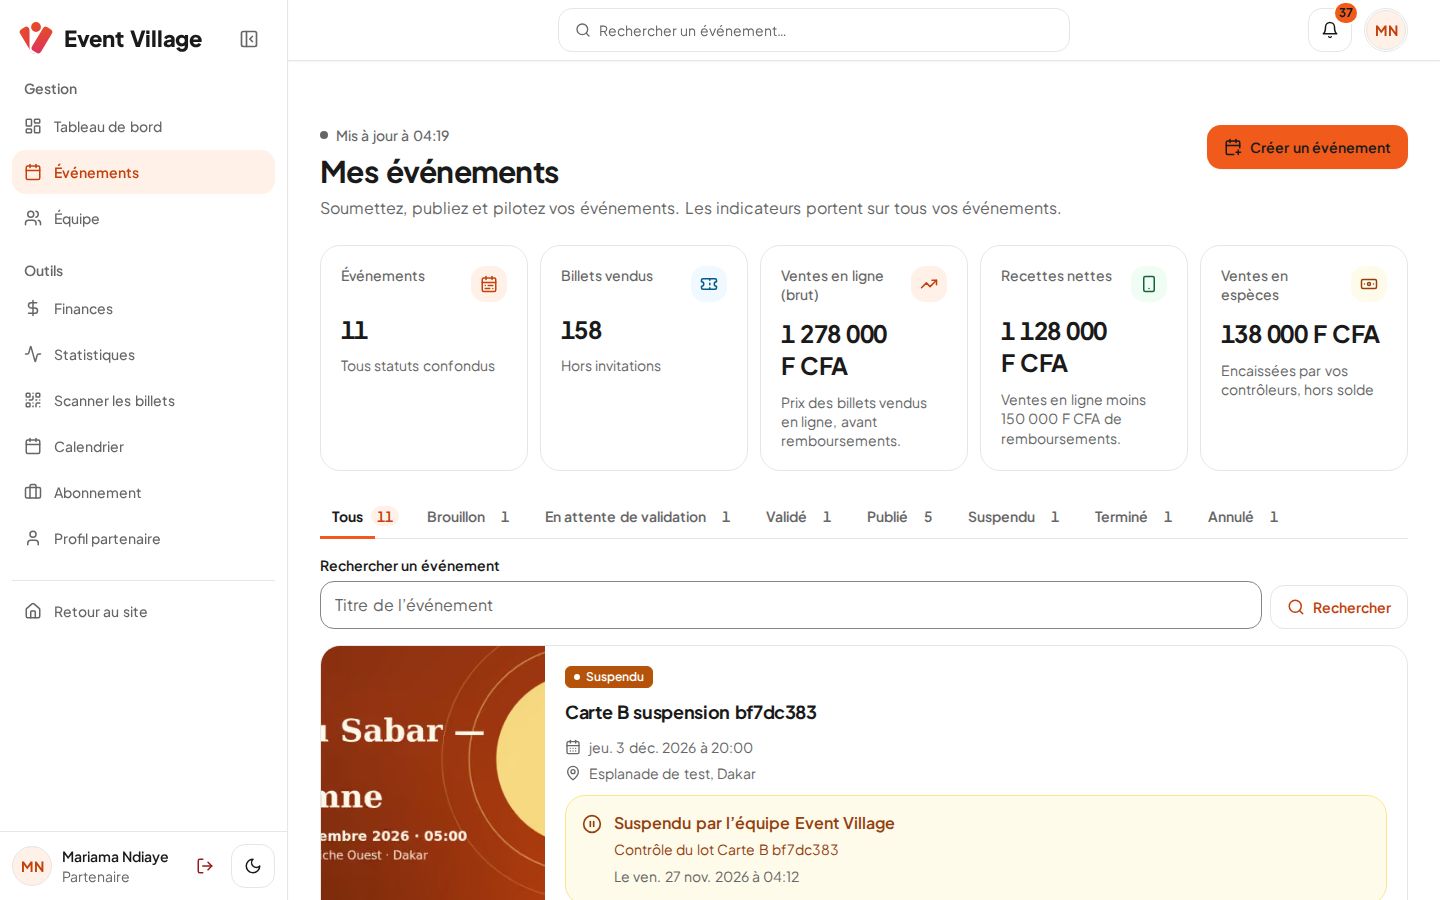 Event Village
Rechercher un événement…
37
MN
Gestion
Tableau de bord
Événements
Équipe
Outils
Finances
Statistiques
Scanner les billets
Calendrier
Abonnement
Profil partenaire
Retour au site
MN
Mariama Ndiaye
Partenaire
Mis à jour à 04:19
Mes événements
Soumettez, publiez et pilotez vos événements. Les indicateurs portent sur tous vos événements.
Créer un événement
Événements
11
Tous statuts confondus
Billets vendus
158
Hors invitations
Ventes en ligne
(brut)
1 278 000
F CFA
Prix des billets vendus
en ligne, avant
remboursements.
Recettes nettes
1 128 000
F CFA
Ventes en ligne moins
150 000 F CFA de
remboursements.
Ventes en
espèces
138 000 F CFA
Encaissées par vos
contrôleurs, hors solde
Tous 11 Brouillon 1 En attente de validation 1 Validé 1 Publié 5 Suspendu 1 Terminé 1 Annulé 1
Rechercher un événement
Titre de l’événement
Rechercher
Sabar —
mne
embre 2026 · 05:00
che Ouest · Dakar
Suspendu
Carte B suspension bf7dc383
jeu. 3 déc. 2026 à 20:00
Esplanade de test, Dakar
Suspendu par l’équipe Event Village
Contrôle du lot Carte B bf7dc383
Le ven. 27 nov. 2026 à 04:12